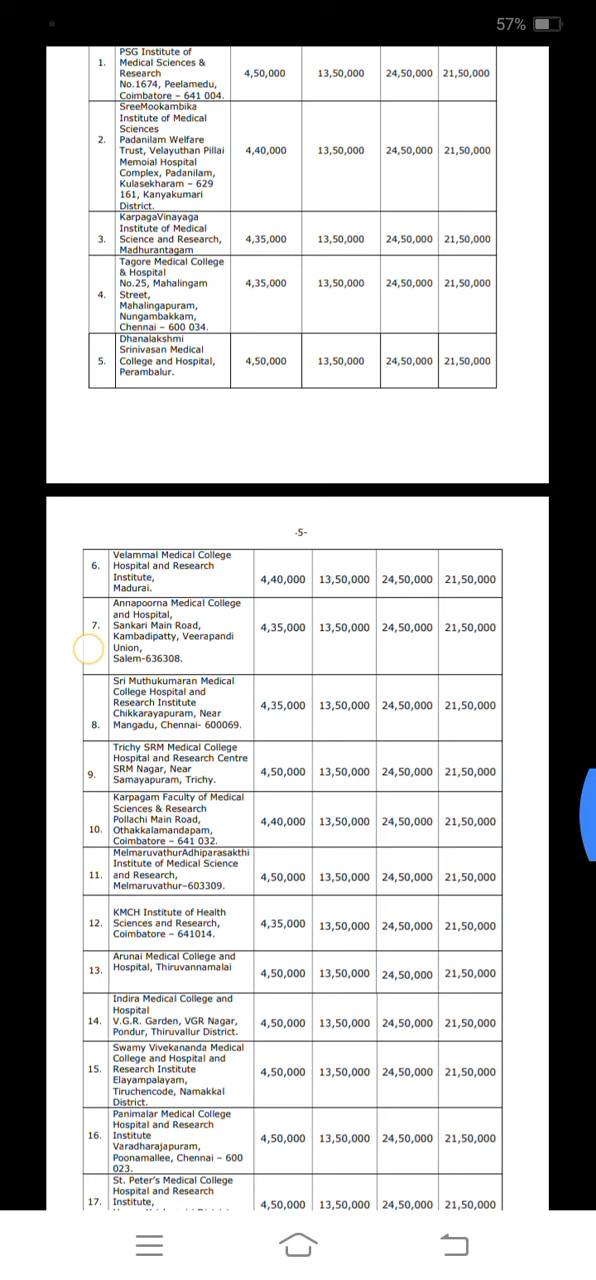 57%
PSG Institute of
1. Medical Sciences &
Research 4,50,000 13,50,000 24,50,000 21,50,000
No.1674, Peelamedu,
Coimbatore – 641 004.
SreeMookambika
Institute of Medical
Sciences
2. Padanilam Welfare
Trust, Velayuthan Pillai 4,40,000 13,50,000 24,50,000 21,50,000
Memoial Hospital
Complex, Padanilam,
Kulasekharam – 629
161, Kanyakumari
District.
KarpagaVinayaga
Institute of Medical
3. Science and Research, 4,35,000 13,50,000 24,50,000 21,50,000
Madhurantagam
Tagore Medical College
& Hospital
No.25, Mahalingam 4,35,000 13,50,000 24,50,000 21,50,000
4. Street,
Mahalingapuram,
Nungambakkam,
Chennai – 600 034.
Dhanalakshmi
Srinivasan Medical
5. College and Hospital, 4,50,000 13,50,000 24,50,000 21,50,000
Perambalur.
-5-
Velammal Medical College
6. Hospital and Research
Institute, 4,40,000 13,50,000 24,50,000 21,50,000
Madurai.
Annapoorna Medical College
and Hospital,
7. Sankari Main Road, 4,35,000 13,50,000 24,50,000 21,50,000
Kambadipatty, Veerapandi
Union,
Salem-636308.
Sri Muthukumaran Medical
College Hospital and
Research Institute 4,35,000 13,50,000 24,50,000 21,50,000
Chikkarayapuram, Near
8. Mangadu, Chennai- 600069.
Trichy SRM Medical College
Hospital and Research Centre
9. SRM Nagar, Near 4,50,000 13,50,000 24,50,000 21,50,000
Samayapuram, Trichy.
Karpagam Faculty of Medical
Sciences & Research
Pollachi Main Road, 4,40,000 13,50,000 24,50,000 21,50,000
10. Othakkalamandapam,
Coimbatore – 641 032.
MelmaruvathurAdhiparasakthi
Institute of Medical Science
11. and Research, 4,50,000 13,50,000 24,50,000 21,50,000
Melmaruvathur–603309.
KMCH Institute of Health
12. Sciences and Research, 4,35,000 13,50,000 24,50,000 21,50,000
Coimbatore – 641014.
Arunai Medical College and
13. Hospital, Thiruvannamalai 4,50,000 13,50,000 24,50,000 21,50,000
Indira Medical College and
Hospital
14. V.G.R. Garden, VGR Nagar, 4,50,000 13,50,000 24,50,000 21,50,000
Pondur, Thiruvallur District.
Swamy Vivekananda Medical
College and Hospital and
15. Research Institute 4,50,000 13,50,000 24,50,000 21,50,000
Elayampalayam,
Tiruchencode, Namakkal
District.
Panimalar Medical College
Hospital and Research
16. Institute 4,50,000 13,50,000 24,50,000 21,50,000
Varadharajapuram,
Poonamallee, Chennai – 600
023.
St. Peter's Medical College
Hospital and Research
17. Institute, 4,50,000 13,50,000 24,50,000 21,50,000